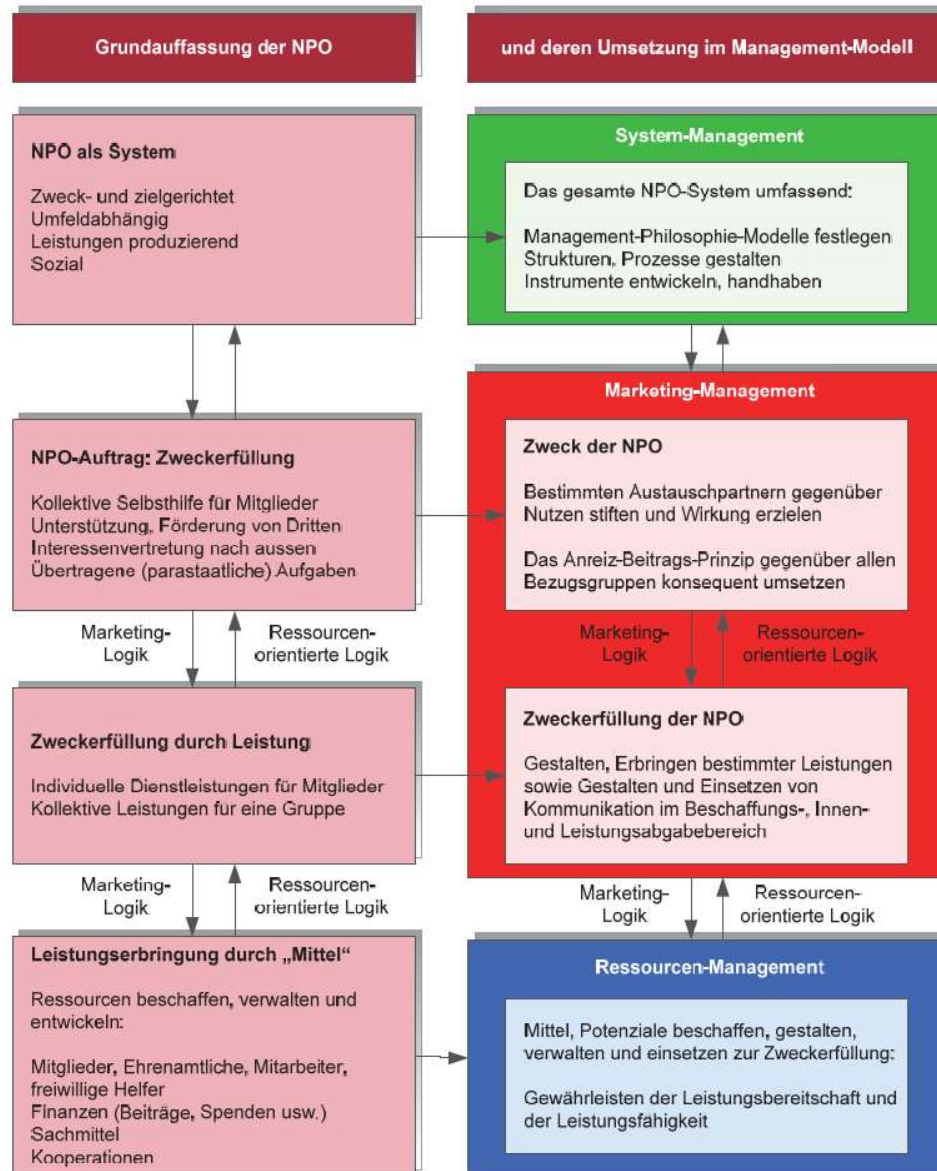 Grundauffassung der NPO
und deren Umsetzung im Management-Modell
NPO als System
Zweck- und zielgerichtet
Umfeldabhängig
Leistungen produzierend
Sozial
System-Management
Das gesamte NPO-System umfassend:
Management-Philosophie-Modelle festlegen
Strukturen, Prozesse gestalten
Instrumente entwickeln, handhaben
NPO-Auftrag: Zweckerfüllung
Kollektive Selbsthilfe für Mitglieder
Unterstützung, Förderung von Dritten
Interessenvertretung nach aussen
Übertragene (parastaatliche) Aufgaben
Marketing-Management
Zweck der NPO
Bestimmten Austauschpartnern gegenüber
Nutzen stiften und Wirkung erzielen
Das Anreiz-Beitrags-Prinzip gegenüber allen
Bezugsgruppen konsequent umsetzen
Marketing-
Logik
Ressourcen-
orientierte Logik
Marketing-
Logik
Ressourcen-
orientierte Logik
Zweckerfüllung durch Leistung
Individuelle Dienstleistungen für Mitglieder
Kollektive Leistungen für eine Gruppe
Zweckerfüllung der NPO
Gestalten, Erbringen bestimmter Leistungen
sowie Gestalten und Einsetzen von
Kommunikation im Beschaffungs-, Innen-
und Leistungsabgabebereich
Marketing-
Logik
Ressourcen-
orientierte Logik
Marketing-
Logik
Ressourcen-
orientierte Logik
Leistungserbringung durch „Mittel“
Ressourcen beschaffen, verwalten und
entwickeln:
Mitglieder, Ehrenamtliche, Mitarbeiter,
freiwillige Helfer
Finanzen (Beiträge, Spenden usw.)
Sachmittel
Kooperationen
Ressourcen-Management
Mittel, Potenziale beschaffen, gestalten,
verwalten und einsetzen zur Zweckerfüllung:
Gewährleisten der Leistungsbereitschaft und
der Leistungsfähigkeit